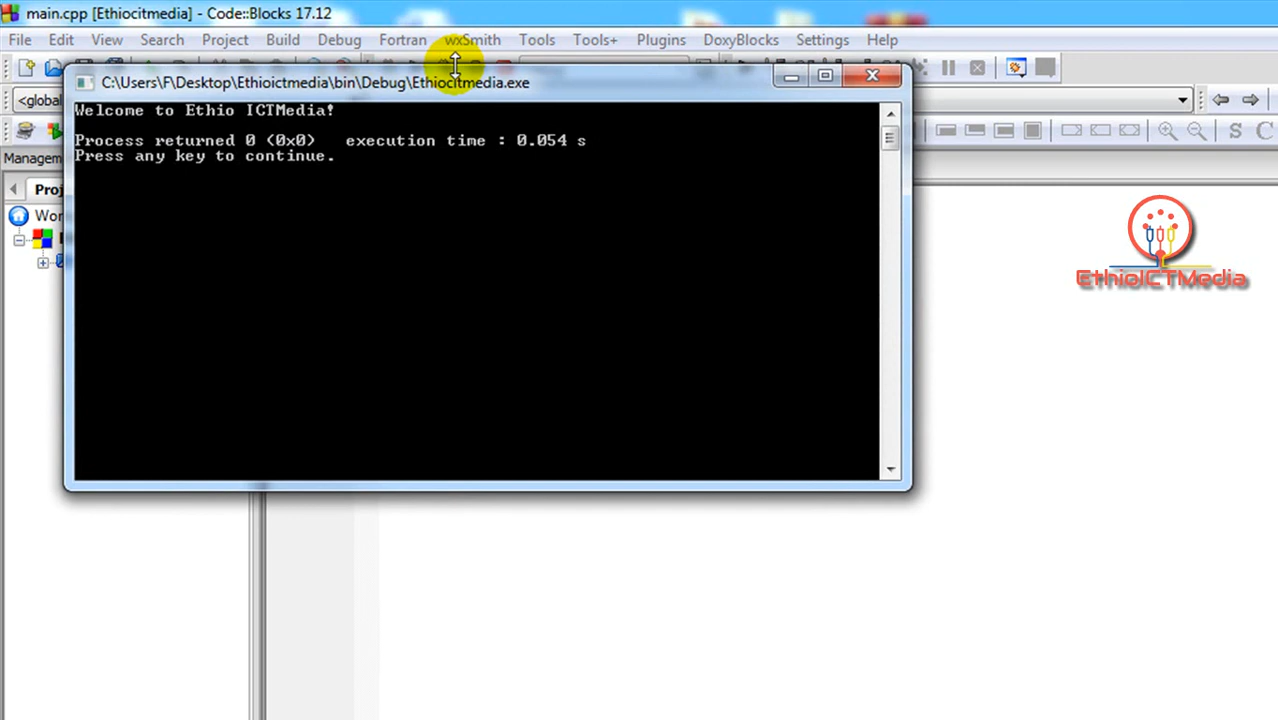 main.cpp [Ethiocitmedia] - Code::Blocks 17.12
File Edit View Search Project Build Debug Fortran wxSmith Tools Tools+ Plugins DoxyBlocks Settings Help
C:\Users\F\Desktop\Ethioictmedia\bin\Debug\Ethiocitmedia.exe
<global
Welcome to Ethio ICTMedia!
Process returned 0 (0x0) execution time : 0.054 s
Press any key to continue.
S C
Managem
Proj
Wor
EthioICTMedia